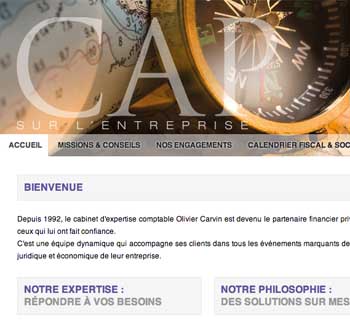 CAP
SUR L'ENTREPRISE
ACCUEIL MISSIONS & CONSEILS NOS ENGAGEMENTS CALENDRIER FISCAL & SOC
BIENVENUE
Depuis 1992, le cabinet d'expertise comptable Olivier Carvin est devenu le partenaire financier pri
ceux qui lui ont fait confiance.
C'est une équipe dynamique qui accompagne ses clients dans tous les évènements marquants de
juridique et économique de leur entreprise.
NOTRE EXPERTISE : NOTRE PHILOSOPHIE :
RÉPONDRE À VOS BESOINS DES SOLUTIONS SUR MES